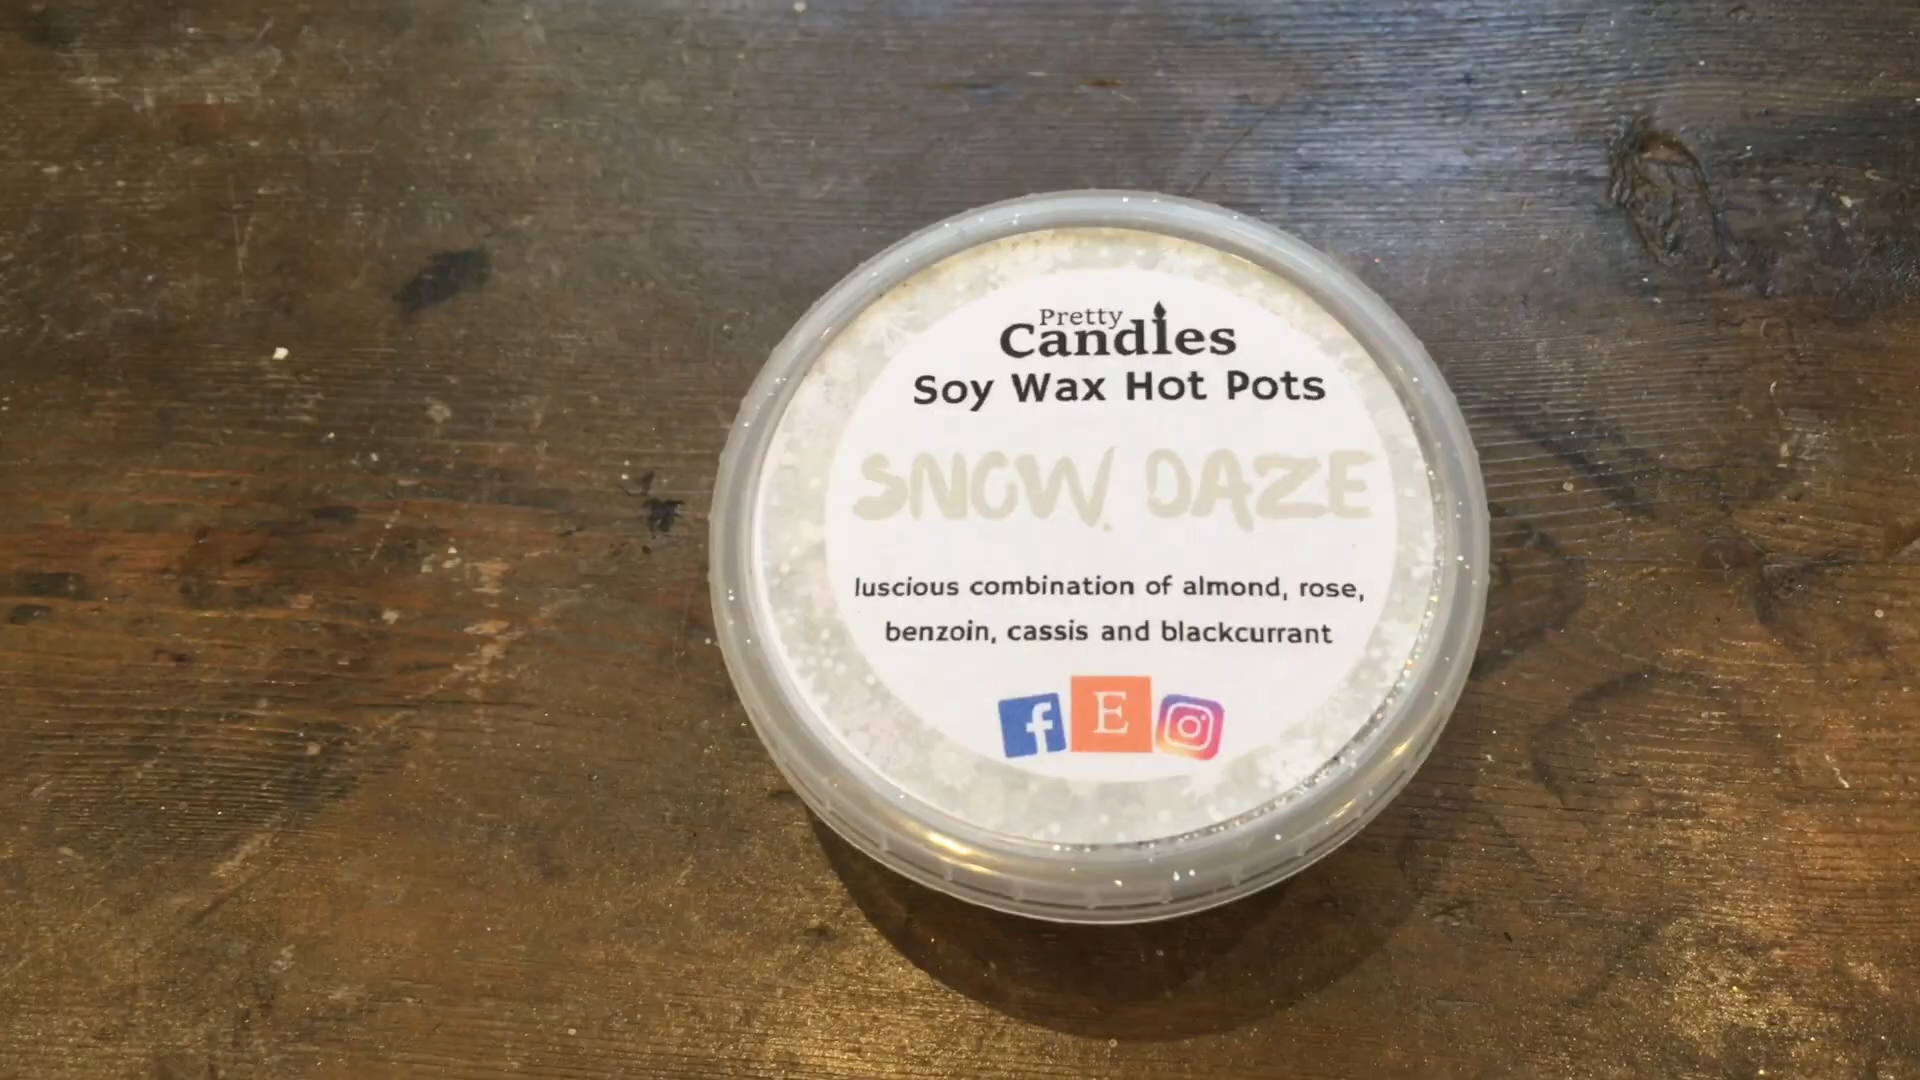 Pretty
Candles
Soy Wax Hot Pots
SNOW DAZE
luscious combination of almond, rose,
benzoin, cassis and blackcurrant
f E